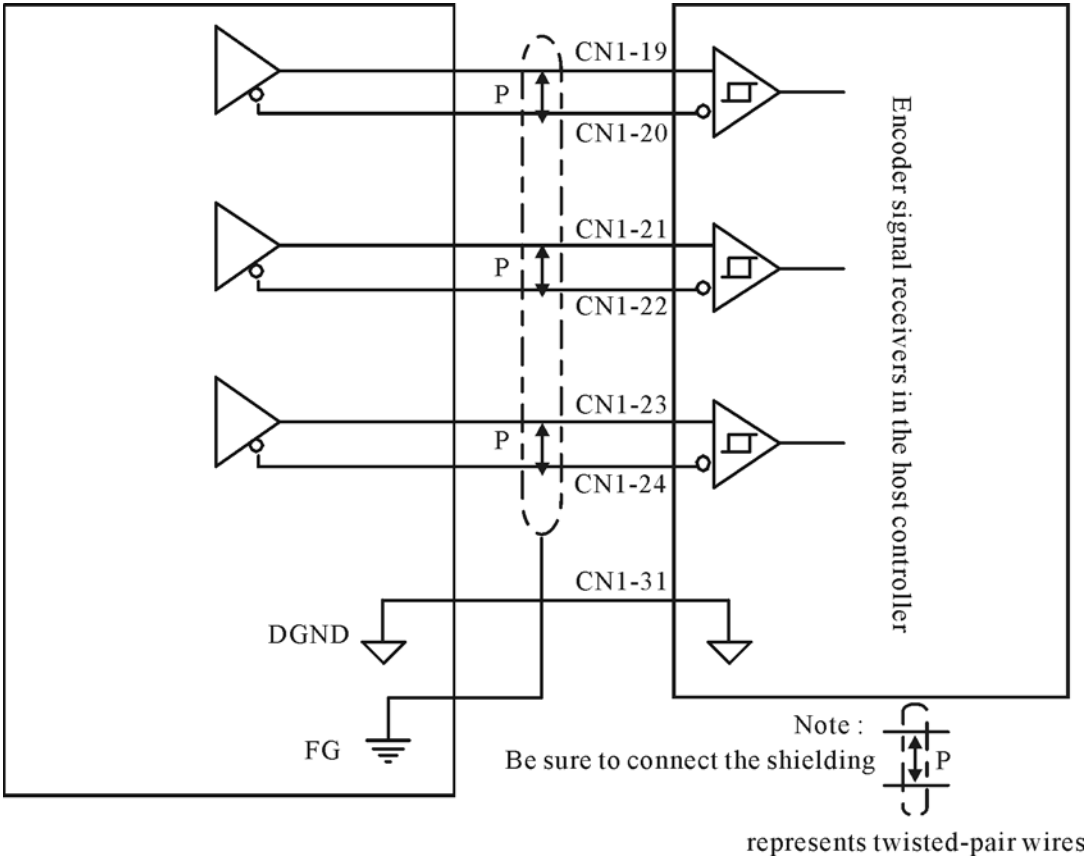 CN1-19
P
CN1-20
CN1-21
P
CN1-22
CN1-23
P
CN1-24
CN1-31
DGND
FG
Encoder signal receivers in the host controller
Note :
Be sure to connect the shielding
P
represents twisted-pair wires